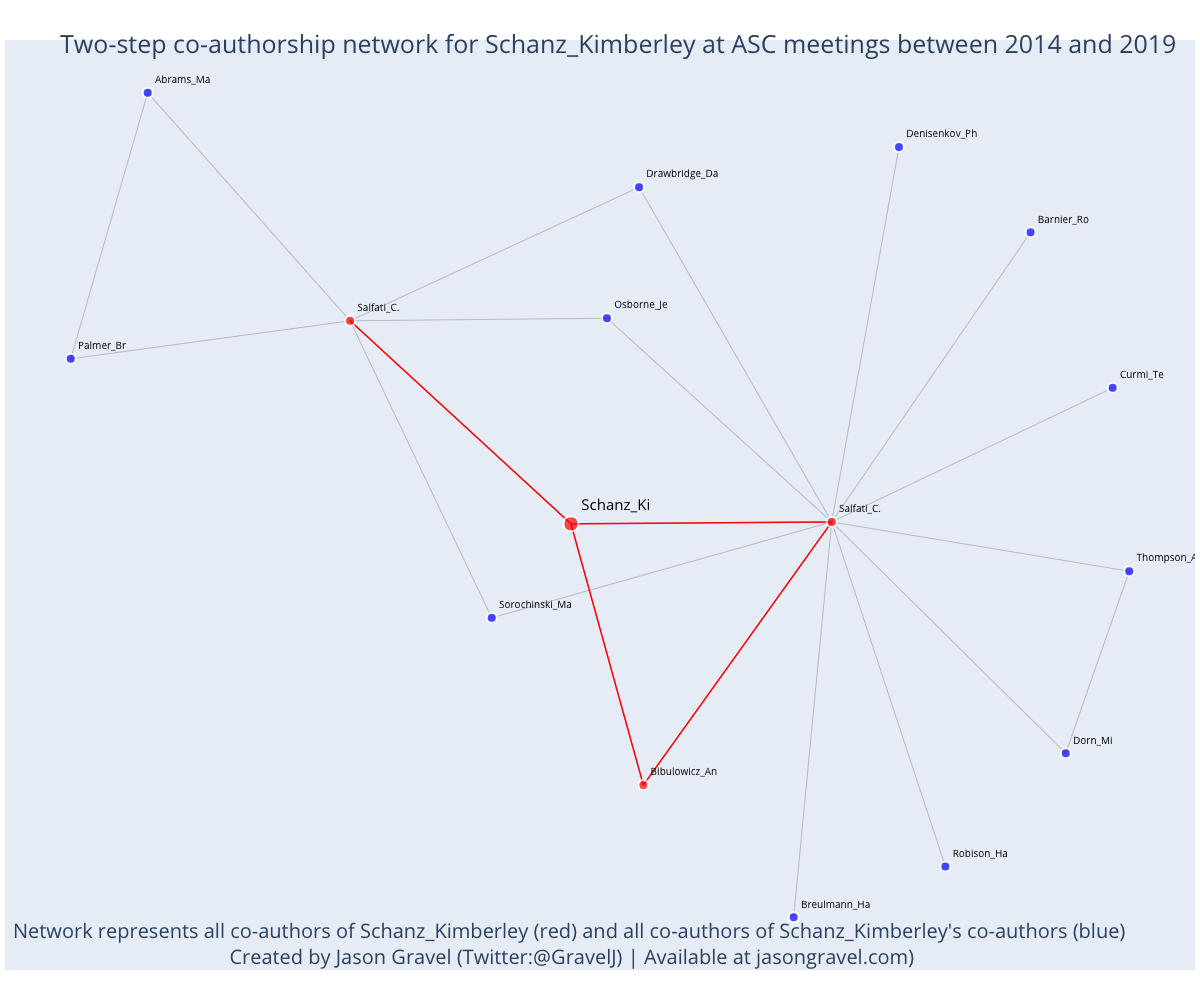 Two-step co-authorship network for Schanz_Kimberley at ASC meetings between 2014 and 2019
Abrams_Ma
Denisenkov_Ph
Drawbridge_Da
Barnier_Ro
Salfati_C.
Osborne_Je
Palmer_Br
Curmi_Te
Schanz_Ki
Salfati_C.
Thompson_A
Sorochinski_Ma
Dorn_Mi
Bibulowicz_An
Robison_Ha
Breulmann_Ha
Network represents all co-authors of Schanz_Kimberley (red) and all co-authors of Schanz_Kimberley's co-authors (blue)
Created by Jason Gravel (Twitter:@GravelJ) | Available at jasongravel.com)